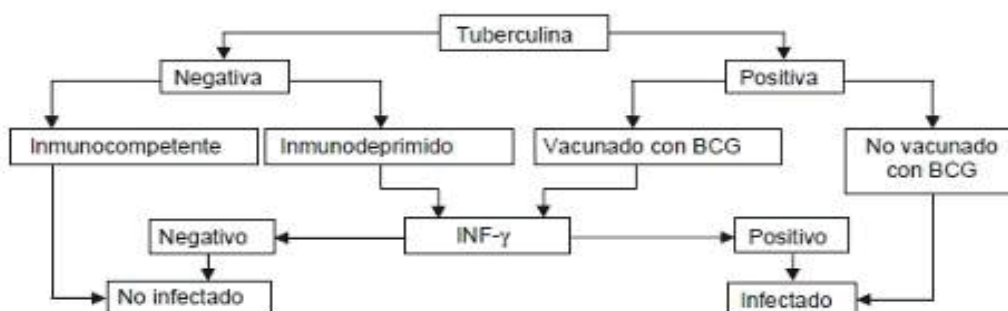 Tuberculina
Negativa
Positiva
Inmunocompetente
Inmunodeprimido
Vacunado con BCG
No vacunado
con BCG
Negativo
INF-γ
Positivo
No infectado
Infectado